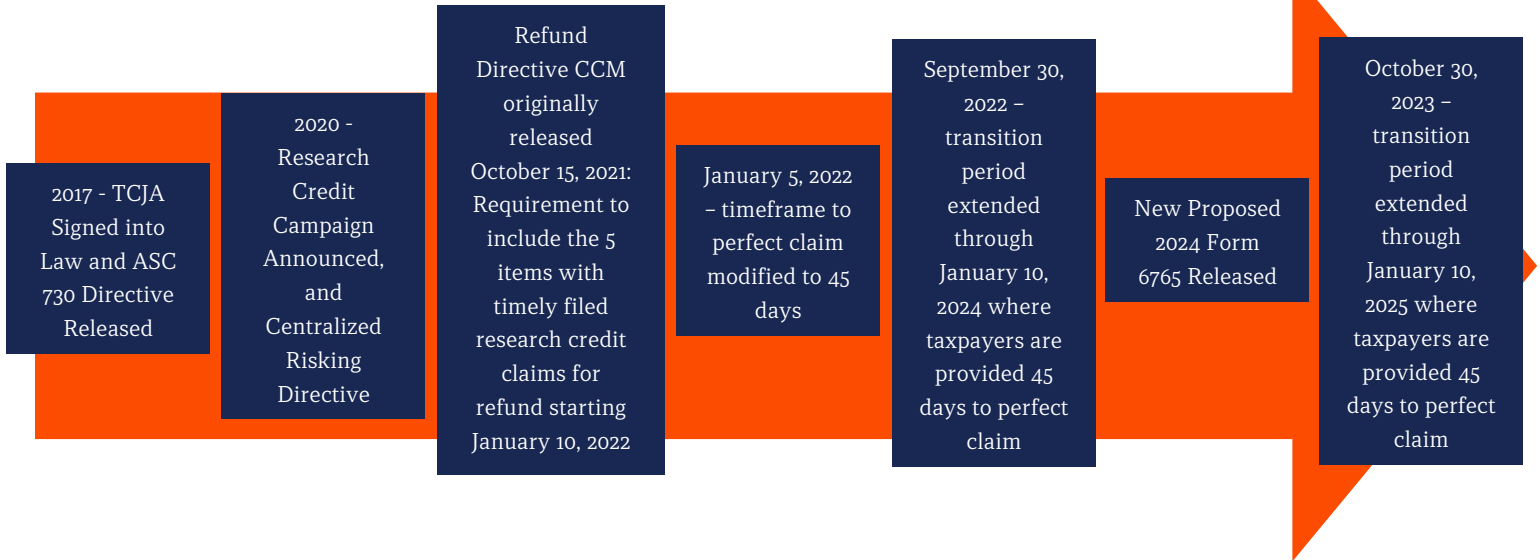 2017 - TCJA
Signed into
Law and ASC
730 Directive
Released
2020 -
Research
Credit
Campaign
Announced,
and
Centralized
Risking
Directive
Refund
Directive CCM
originally
released
October 15, 2021:
Requirement to
include the 5
items with
timely filed
research credit
claims for
refund starting
January 10, 2022
January 5, 2022
– timeframe to
perfect claim
modified to 45
days
September 30,
2022 –
transition
period
extended
through
January 10,
2024 where
taxpayers are
provided 45
days to perfect
claim
New Proposed
2024 Form
6765 Released
October 30,
2023 –
transition
period
extended
through
January 10,
2025 where
taxpayers are
provided 45
days to perfect
claim